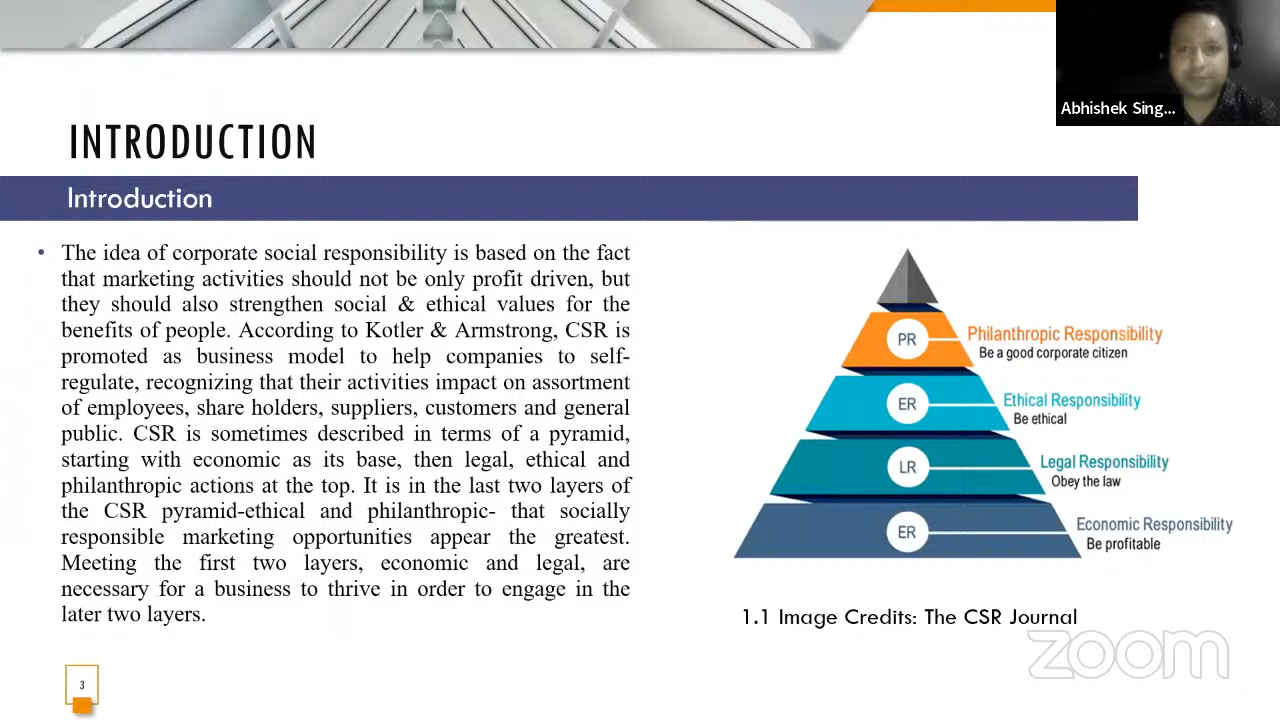 Abhishek Sing...
INTRODUCTION
Introduction
• The idea of corporate social responsibility is based on the fact
that marketing activities should not be only profit driven, but
they should also strengthen social & ethical values for the
benefits of people. According to Kotler & Armstrong, CSR is
promoted as business model to help companies to self-
regulate, recognizing that their activities impact on assortment
of employees, share holders, suppliers, customers and general
public. CSR is sometimes described in terms of a pyramid,
starting with economic as its base, then legal, ethical and
philanthropic actions at the top. It is in the last two layers of
the CSR pyramid-ethical and philanthropic- that socially
responsible marketing opportunities appear the greatest.
Meeting the first two layers, economic and legal, are
necessary for a business to thrive in order to engage in the
later two layers.
PR
Philanthropic Responsibility
Be a good corporate citizen
ER
Ethical Responsibility
Be ethical
LR
Legal Responsibility
Obey the law
ER
Economic Responsibility
Be profitable
1.1 Image Credits: The CSR Journal
zoom
3